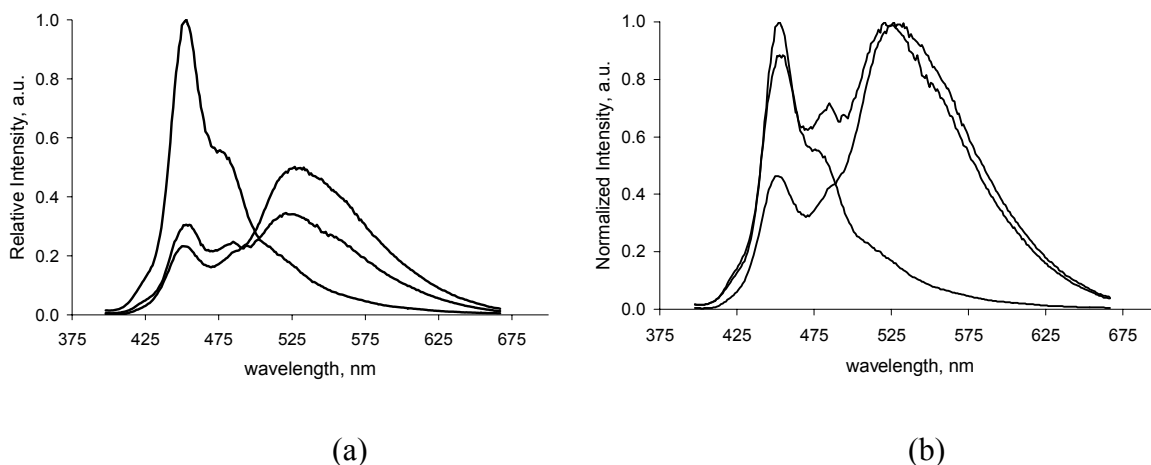 Relative Intensity, a.u.
1.0
0.8
0.6
0.4
0.2
0.0
375 425 475 525 575 625 675
wavelength, nm
(a)
Normalized Intensity, a.u.
1.0
0.8
0.6
0.4
0.2
0.0
375 425 475 525 575 625 675
wavelength, nm
(b)